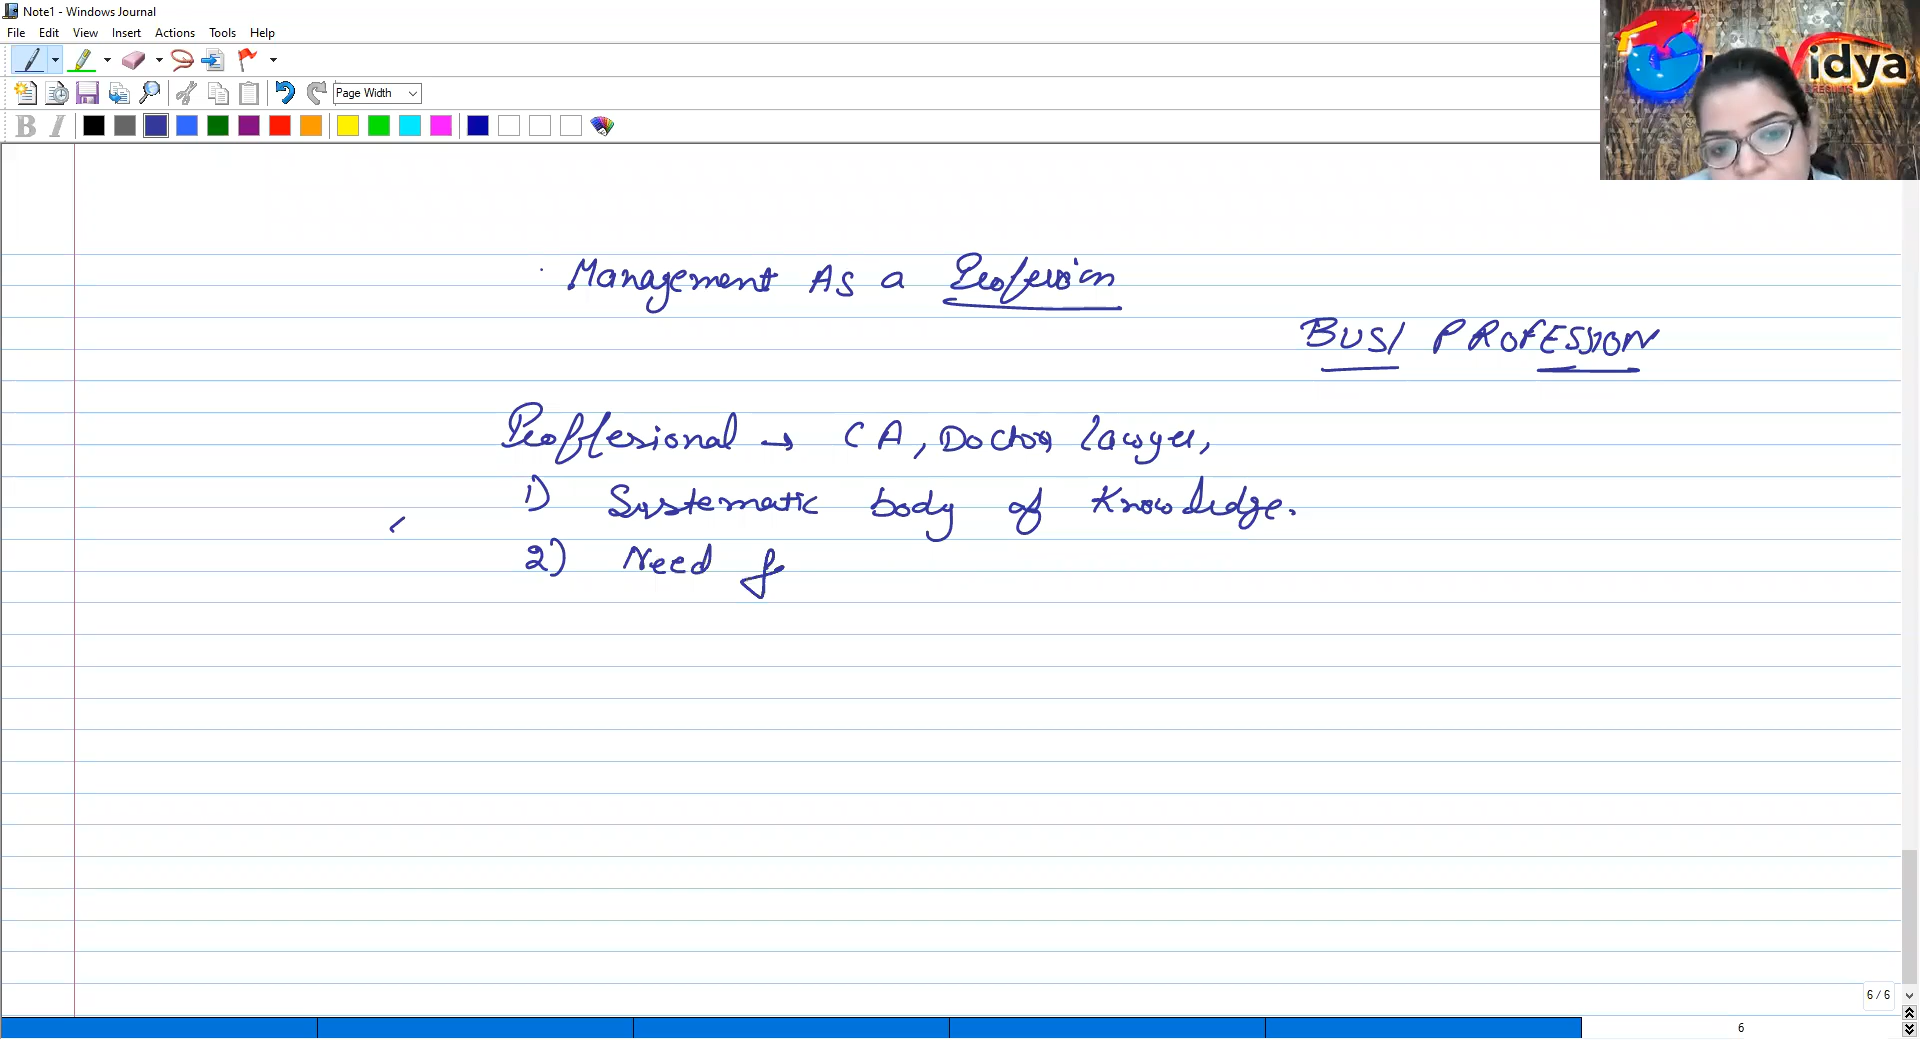 Note1 - Windows Journal
File Edit View Insert Actions Tools Help
Page Width
B I
Vidya
Management As a Profession
BUS/ PROFESSION
Proffesional → CA, Doctor, Lawyer,
1) Systematic body of Knowledge.
2) Need f
6 / 6
6